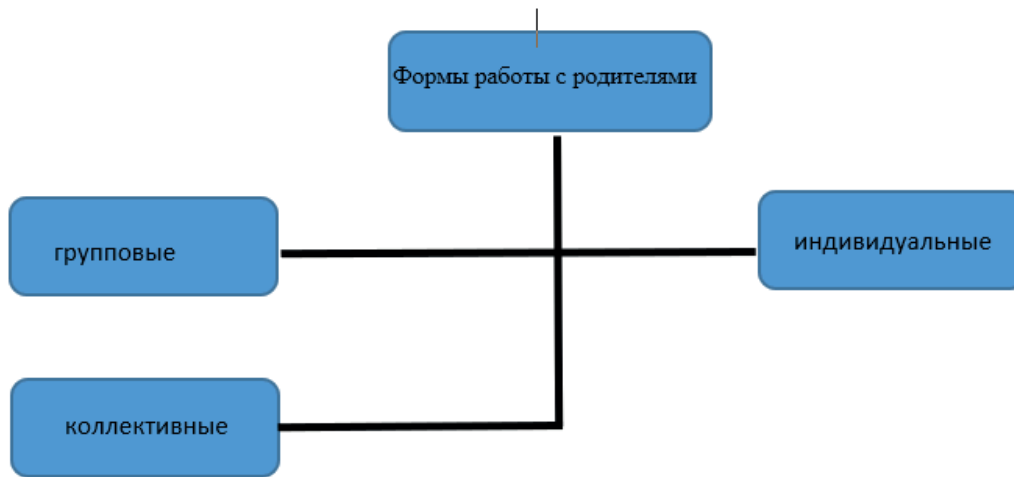 Формы работы с родителями
групповые
индивидуальные
коллективные